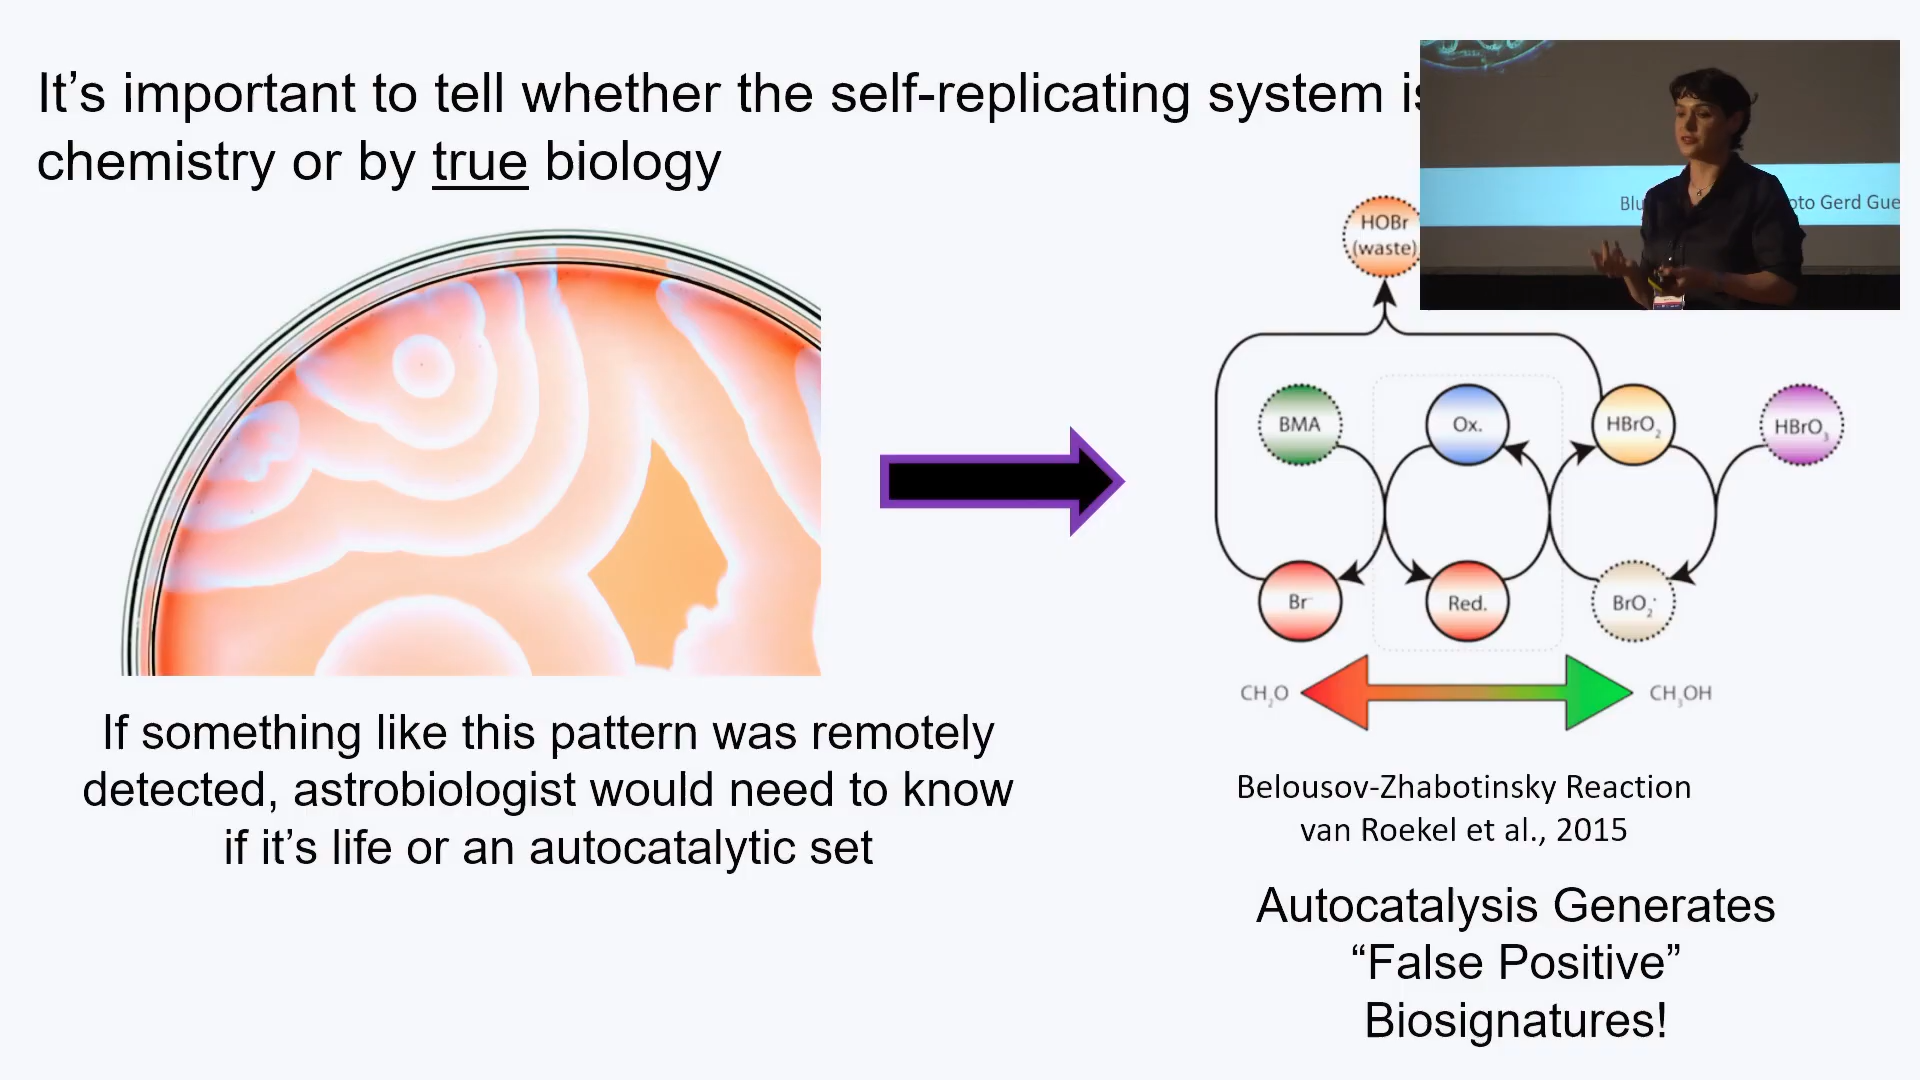 It’s important to tell whether the self-replicating system is
chemistry or by true biology
Blu oto Gerd Gue
HOBr
(waste)
BMA
Ox.
HBrO₂
HBrO₃
Br⁻
Red.
BrO₂˙
CH₂O
CH₃OH
If something like this pattern was remotely
detected, astrobiologist would need to know
if it’s life or an autocatalytic set
Belousov-Zhabotinsky Reaction
van Roekel et al., 2015
Autocatalysis Generates
“False Positive”
Biosignatures!